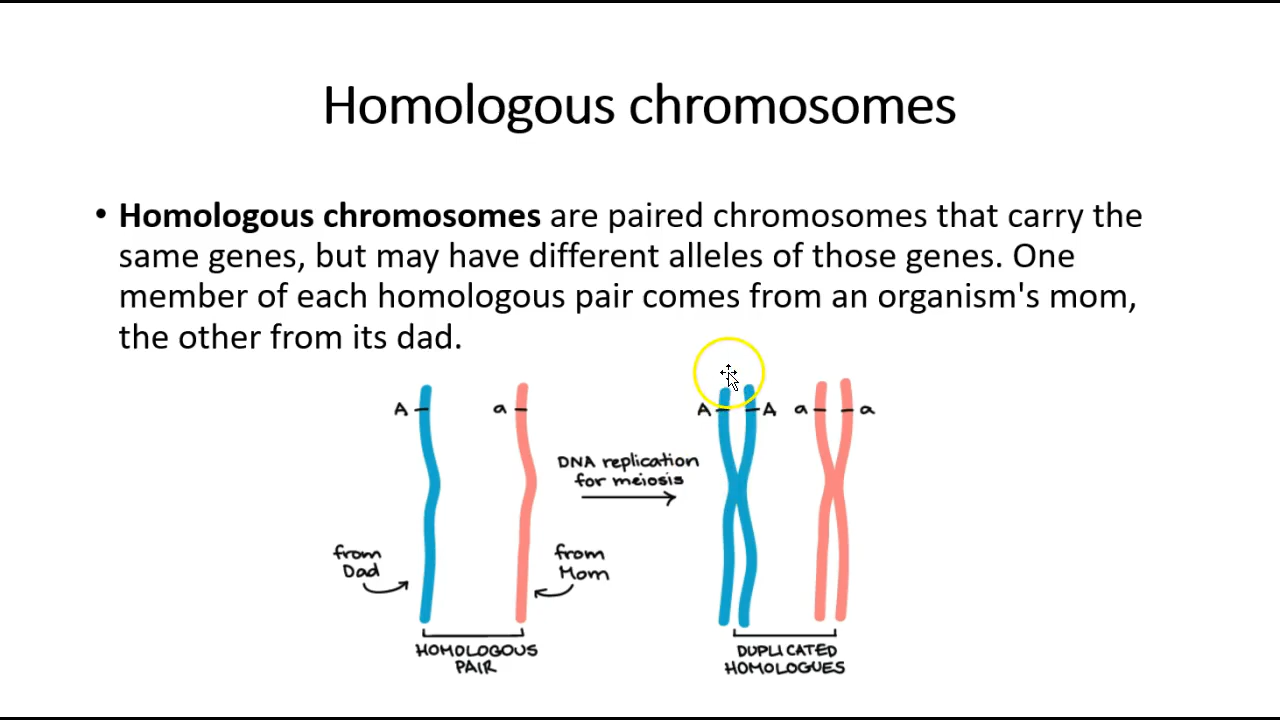 Homologous chromosomes
• Homologous chromosomes are paired chromosomes that carry the
same genes, but may have different alleles of those genes. One
member of each homologous pair comes from an organism's mom,
the other from its dad.
A
a
A
A
a
a
DNA replication
for meiosis
from
Dad
from
Mom
HOMOLOGOUS
PAIR
DUPLICATED
HOMOLOGUES